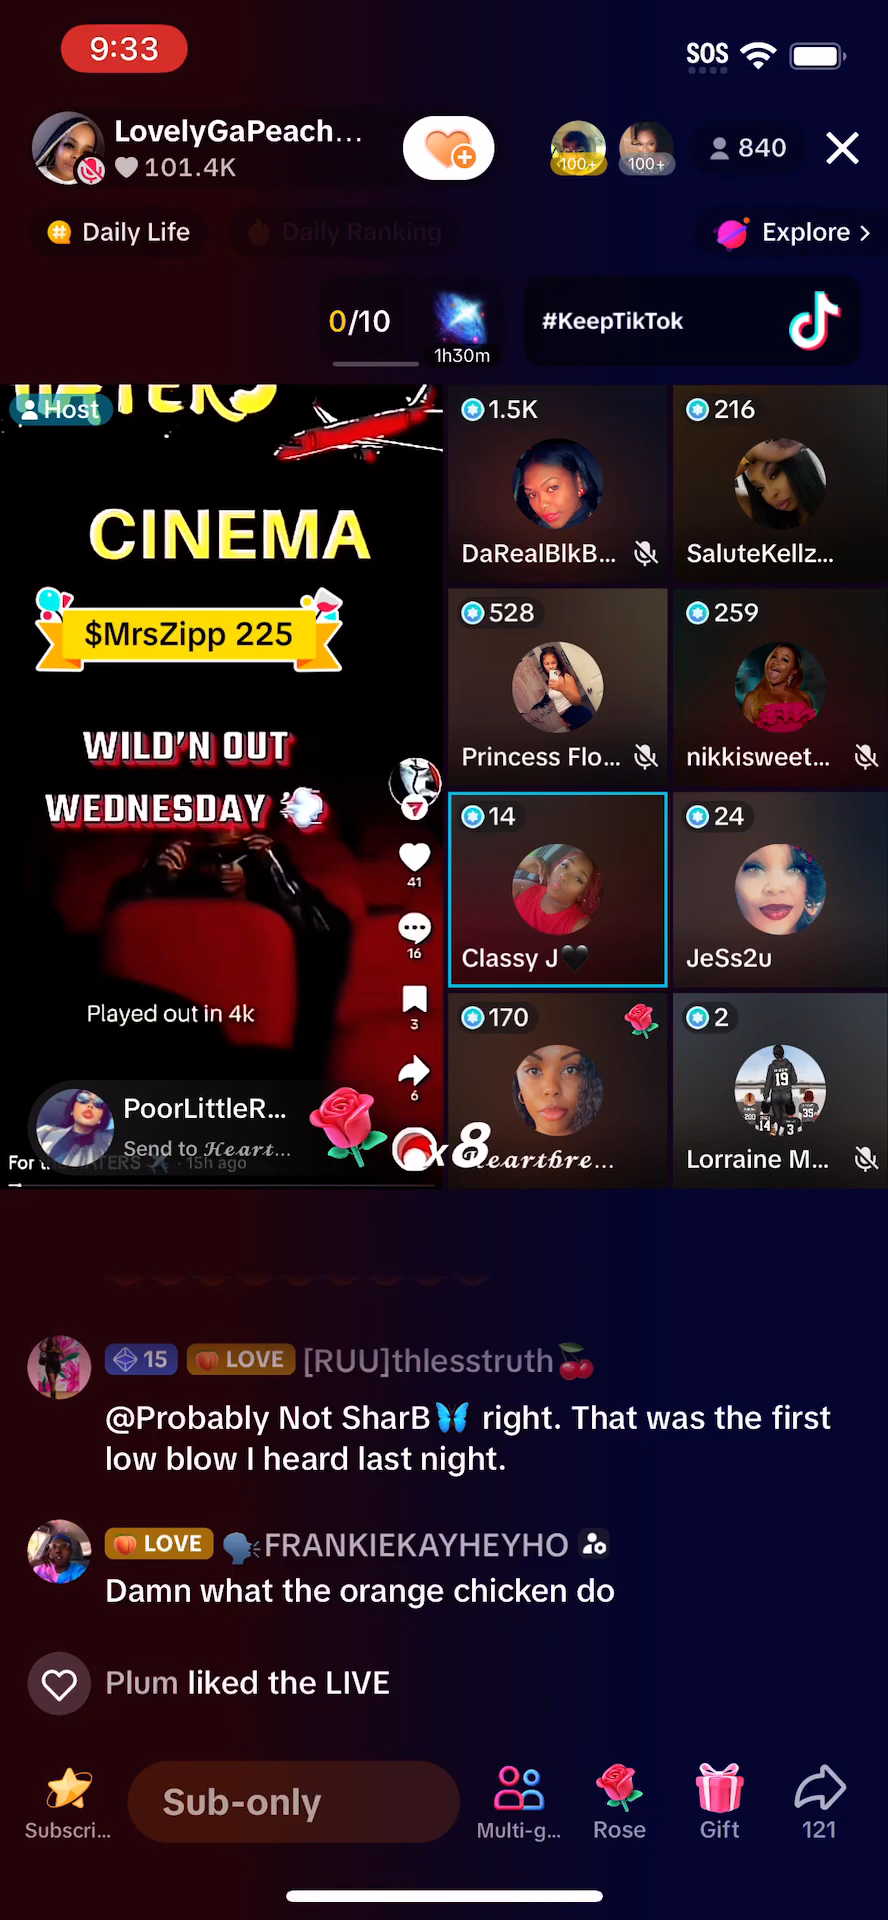 9:33
SOS
LovelyGaPeach...
101.4K
100+
100+
840
Daily Life
Daily Ranking
Explore >
0/10
1h30m
#KeepTikTok
Host
CINEMA
$MrsZipp 225
WILD'N OUT
WEDNESDAY
41
16
3
6
Played out in 4k
PoorLittleR...
Send to Heart...
15h ago
x8
1.5K
DaRealBlkB...
216
SaluteKellz...
528
Princess Flo...
259
nikkisweet...
14
Classy J🖤
24
JeSs2u
170
Heartbre...
2
Lorraine M...
15
LOVE
[RUU]thlesstruth🍒
@Probably Not SharB🦋 right. That was the first
low blow I heard last night.
LOVE
🗣FRANKIEKAYHEYHO
Damn what the orange chicken do
Plum liked the LIVE
Subscri...
Sub-only
Multi-g...
Rose
Gift
121